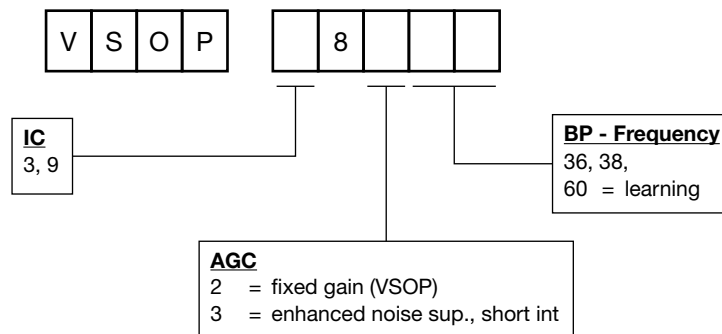 V S O P 8
IC
3, 9
BP - Frequency
36, 38,
60 = learning
AGC
2 = fixed gain (VSOP)
3 = enhanced noise sup., short int